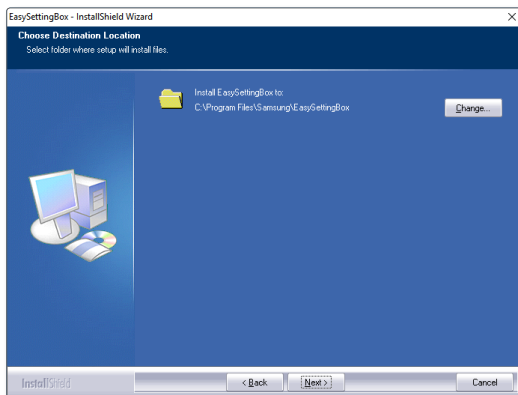 EasySettingBox - InstallShield Wizard
Choose Destination Location
Select folder where setup will install files.
Install EasySettingBox to:
C:\Program Files\Samsung\EasySettingBox
Change...
InstallShield
< Back
Next >
Cancel